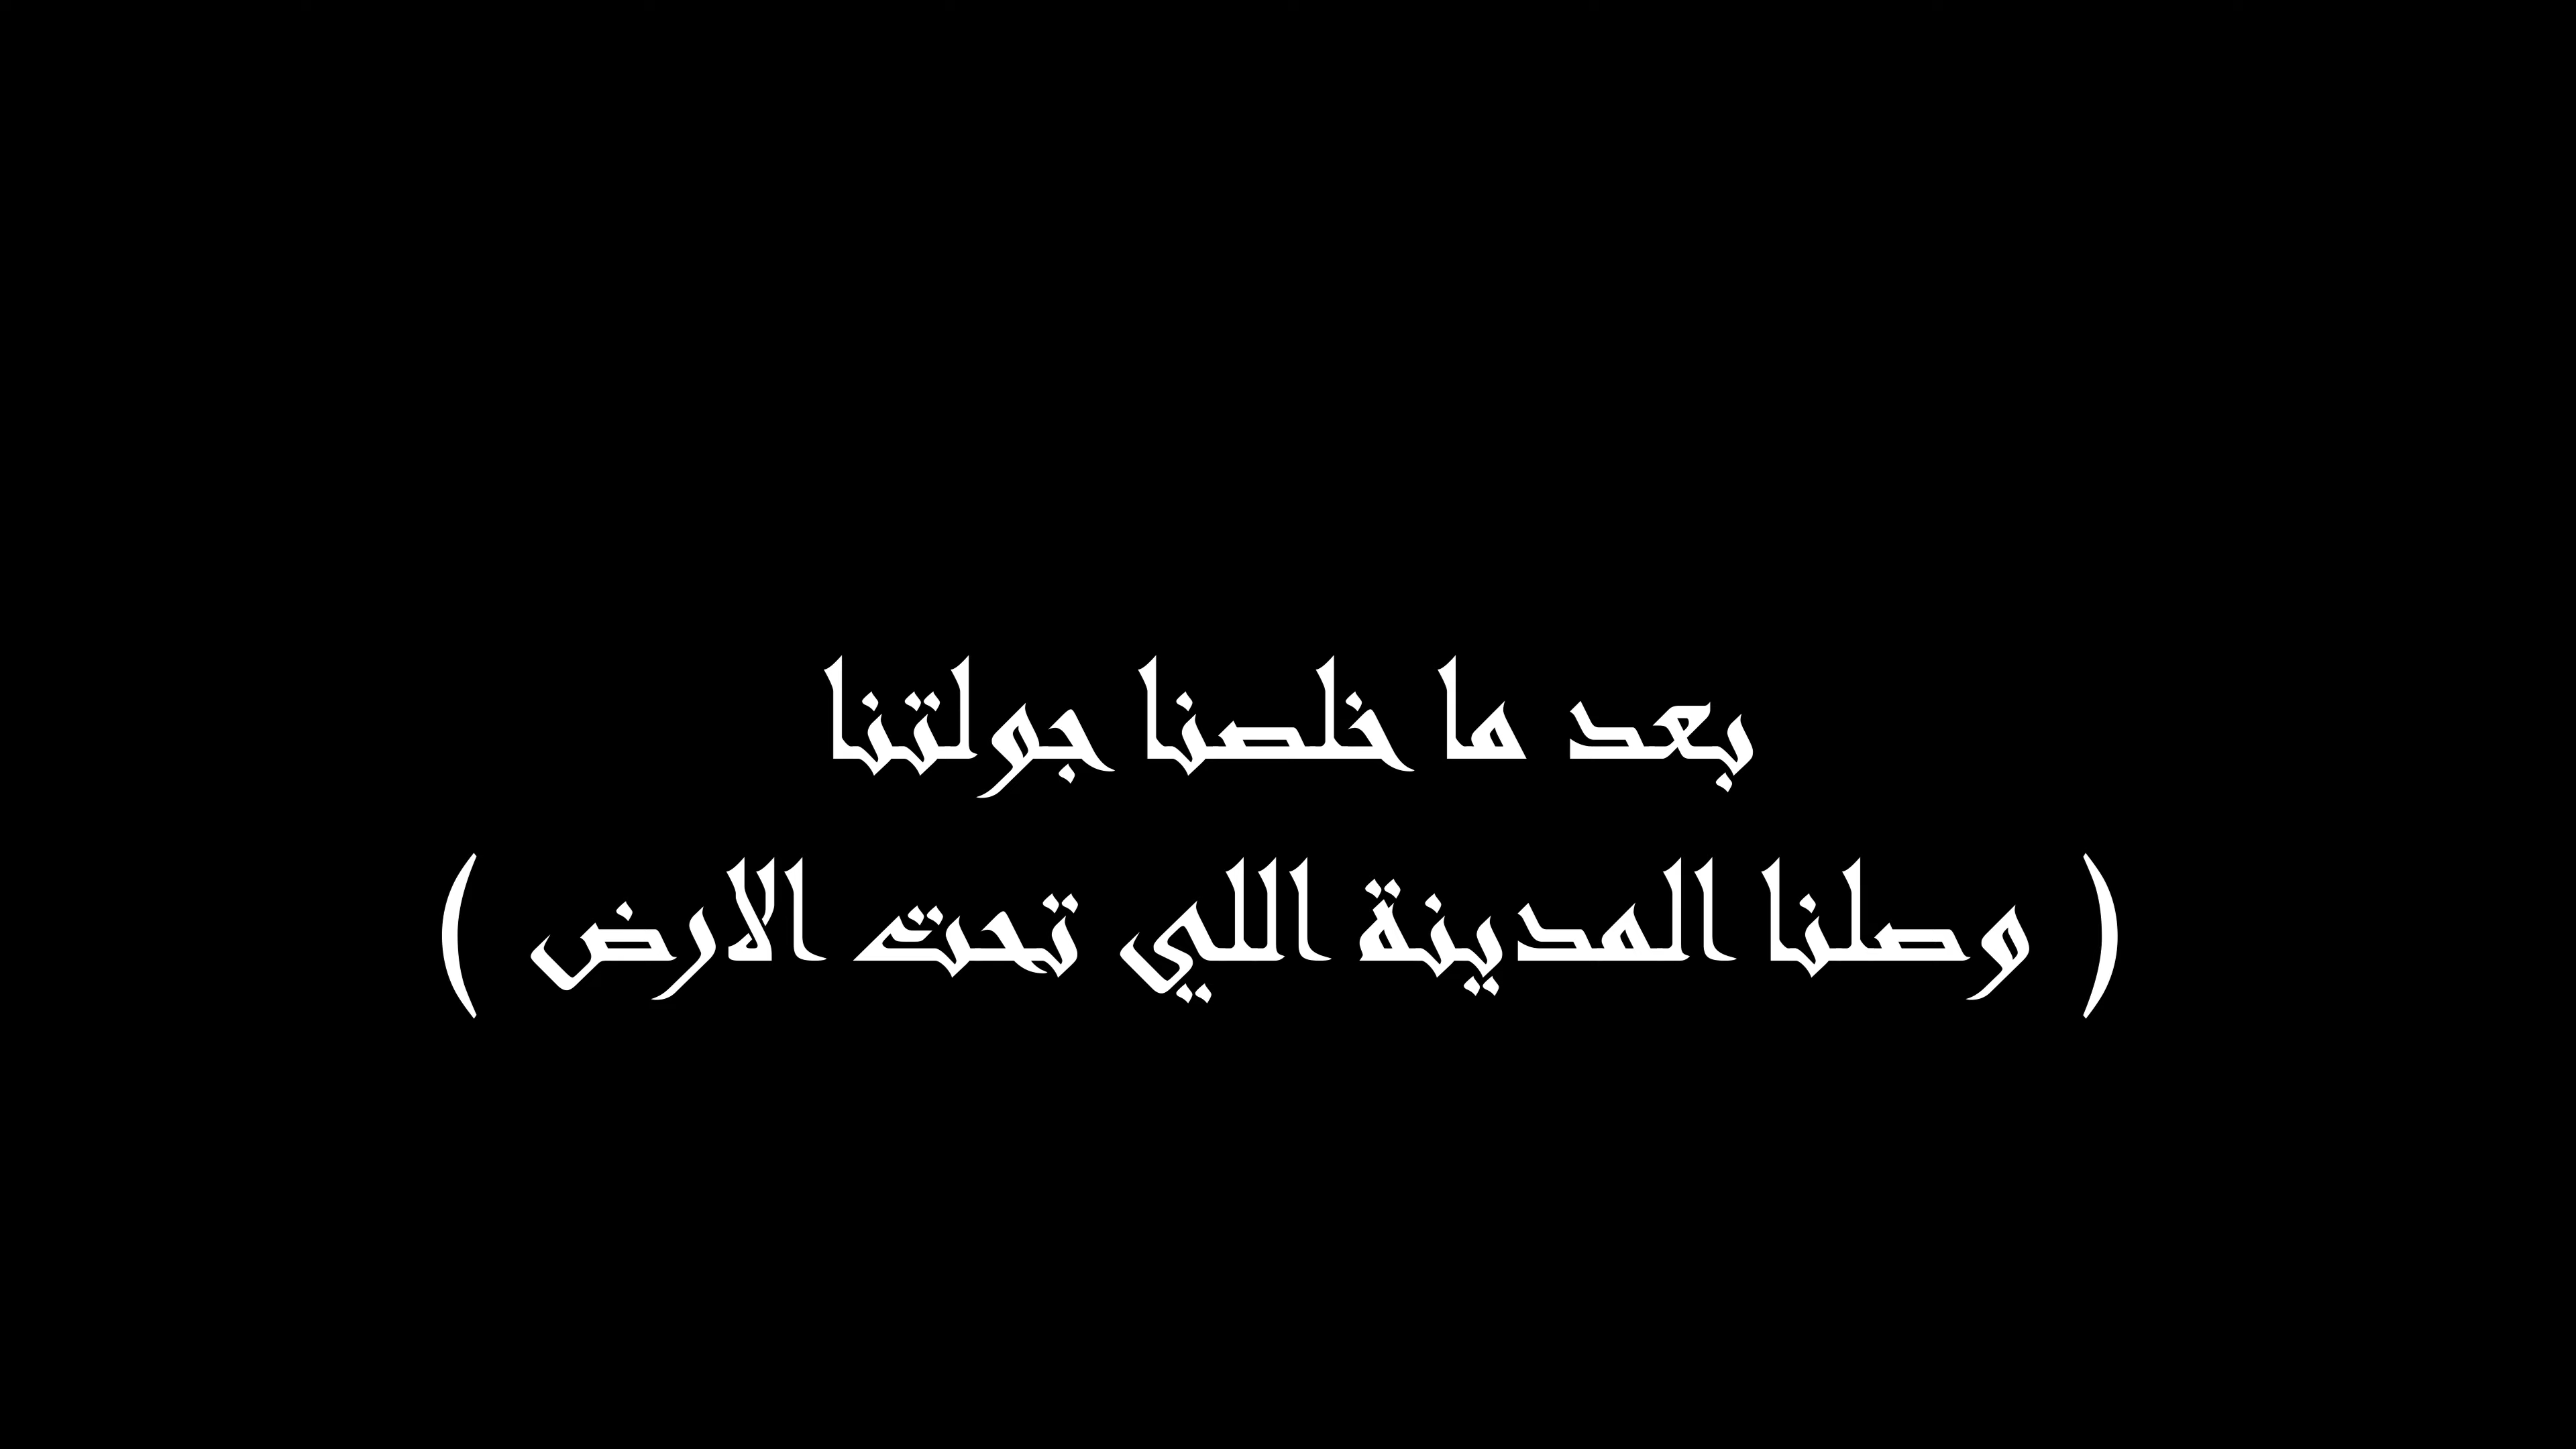 بعد ما خلصنا جولتنا
( وصلنا المدينة اللي تحت الارض )